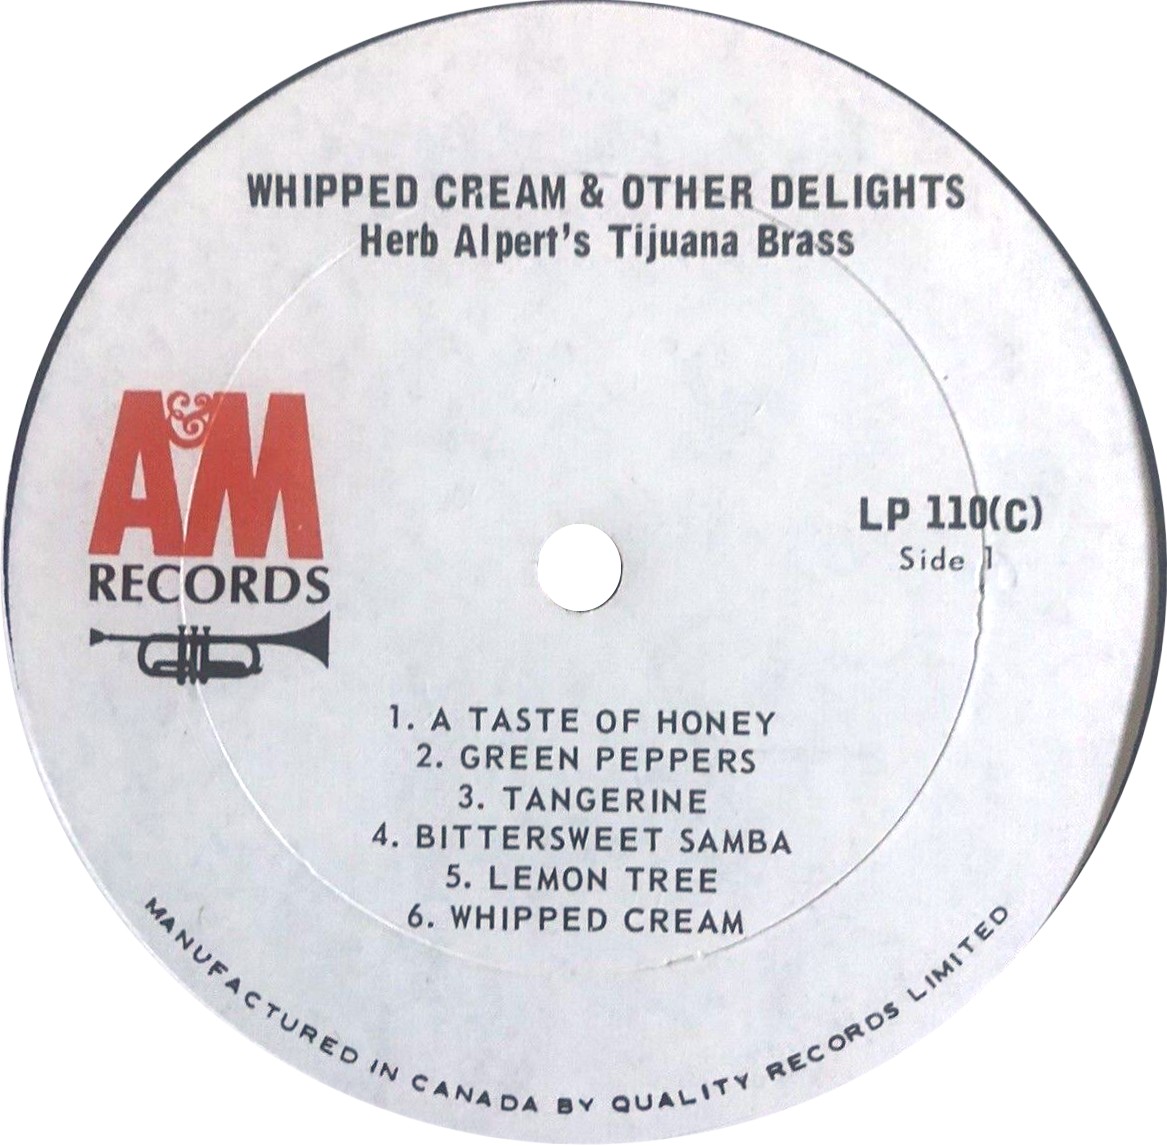 WHIPPED CREAM & OTHER DELIGHTS
Herb Alpert's Tijuana Brass
A&M
RECORDS
LP 110(C)
Side 1
1. A TASTE OF HONEY
2. GREEN PEPPERS
3. TANGERINE
4. BITTERSWEET SAMBA
5. LEMON TREE
6. WHIPPED CREAM
MANUFACTURED IN CANADA BY QUALITY RECORDS LIMITED